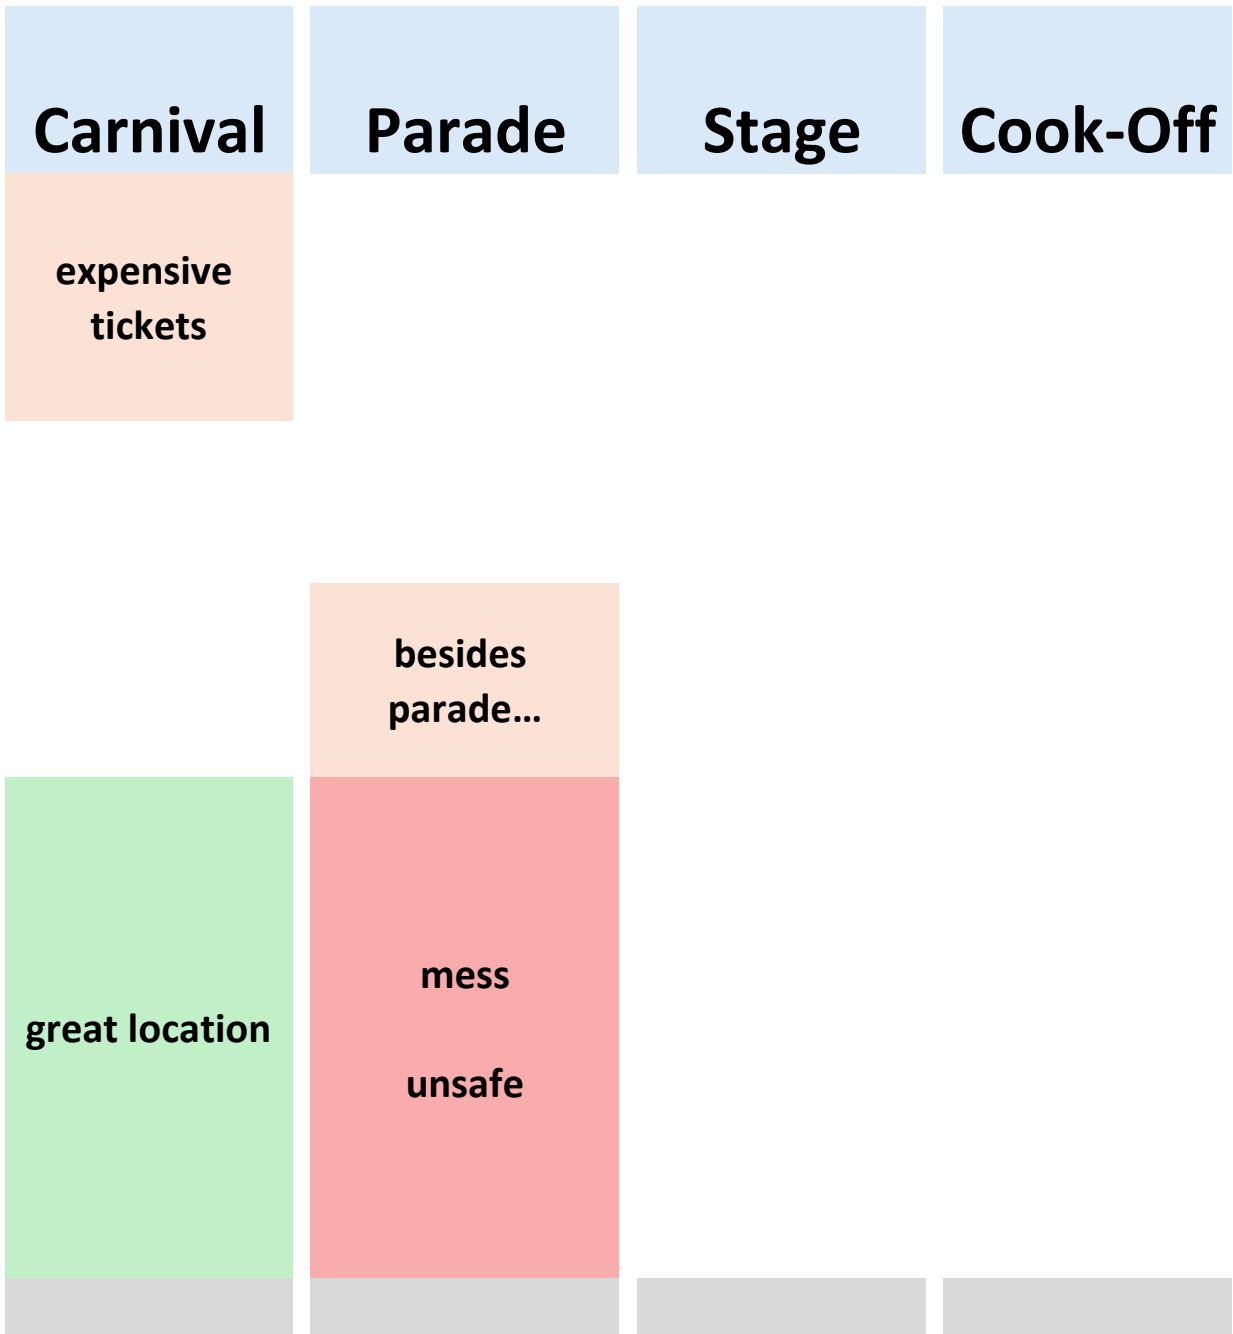 Carnival Parade Stage Cook-Off
expensive
tickets
besides
parade…
great location
mess
unsafe